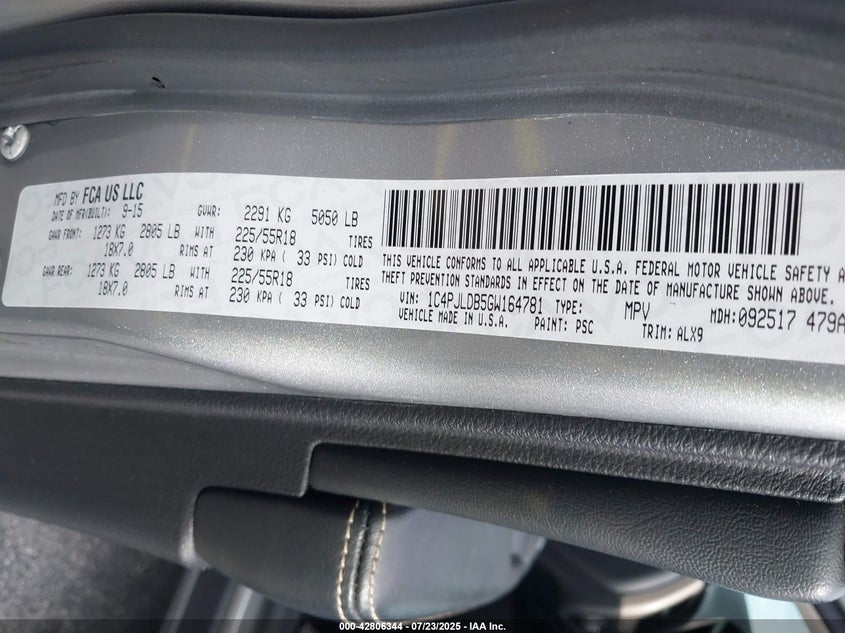 MFD BY FCA US LLC
DATE OF MFR(BUILT): 9-15 GVWR: 2291 KG 5050 LB
GAWR FRONT: 1273 KG 2805 LB WITH 225/55R18 TIRES
18X7.0 RIMS AT 230 KPA ( 33 PSI) COLD
GAWR REAR: 1273 KG 2805 LB WITH 225/55R18 TIRES
18X7.0 RIMS AT 230 KPA ( 33 PSI) COLD
THIS VEHICLE CONFORMS TO ALL APPLICABLE U.S.A. FEDERAL MOTOR VEHICLE SAFETY
THEFT PREVENTION STANDARDS IN EFFECT ON THE DATE OF MANUFACTURE SHOWN ABOVE.
VIN: 1C4PJLDB5GW164781 TYPE: MPV MDH: 092517 479A
VEHICLE MADE IN U.S.A. PAINT: PSC TRIM: ALX9
000-42806344 - 07/23/2025 - IAA Inc.